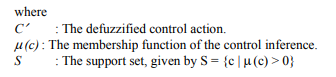 where
C′ : The defuzzified control action.
μ(c) : The membership function of the control inference.
S : The support set, given by S = {c | μ(c) > 0}